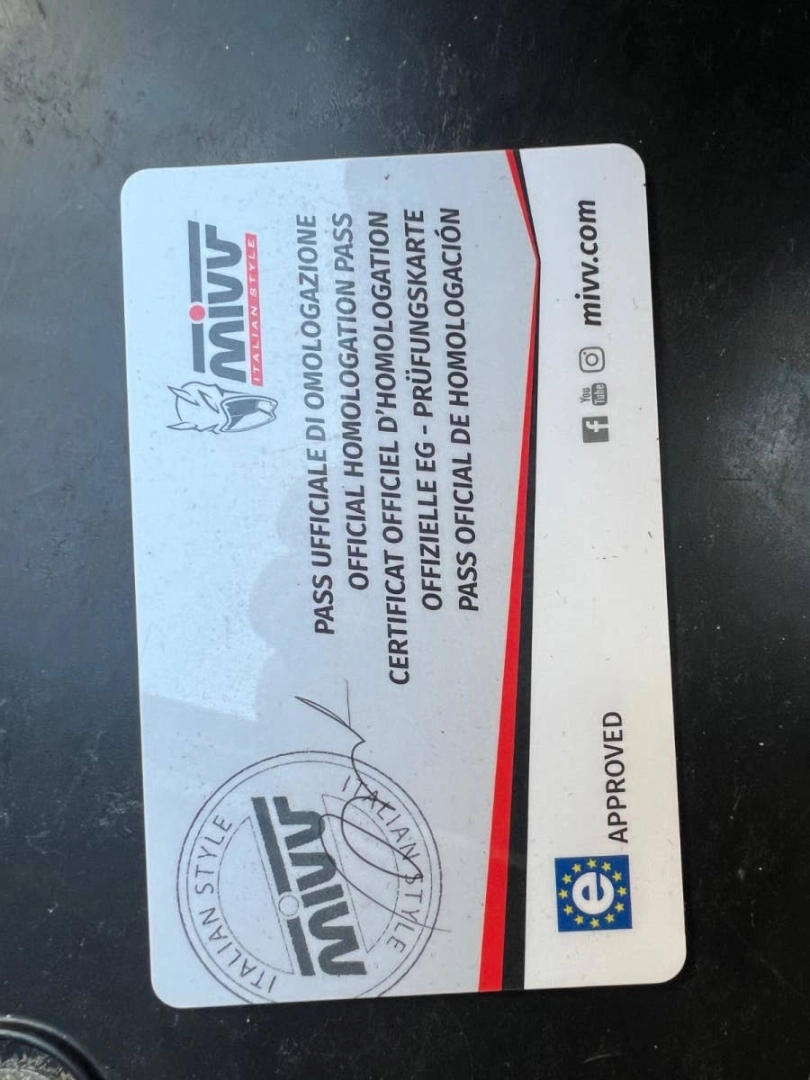 mivv
ITALIAN STYLE
PASS UFFICIALE DI OMOLOGAZIONE
OFFICIAL HOMOLOGATION PASS
CERTIFICAT OFFICIEL D'HOMOLOGATION
OFFIZIELLE EG - PRÜFUNGSKARTE
PASS OFICIAL DE HOMOLOGACIÓN
ITALIAN STYLE
mivv
ITALIAN STYLE
e APPROVED
f You Tube mivv.com